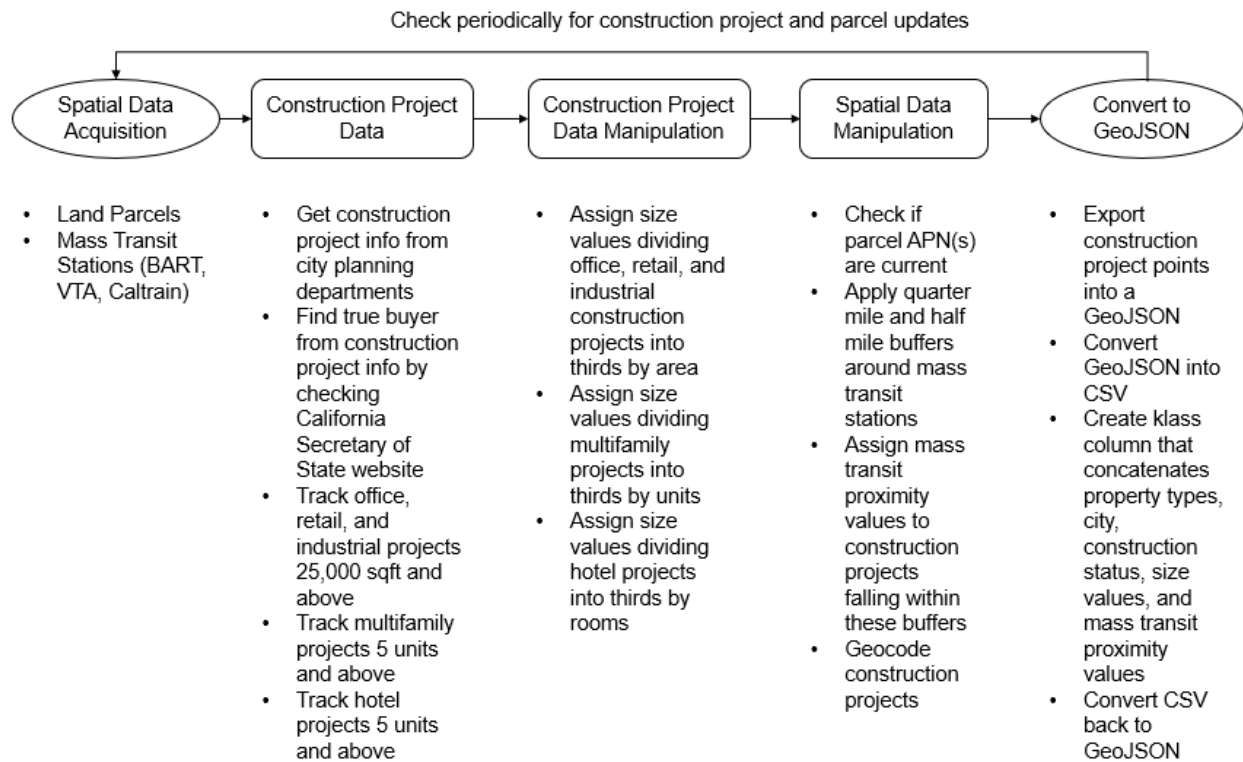 Check periodically for construction project and parcel updates
Spatial Data
Acquisition
Construction Project
Data
Construction Project
Data Manipulation
Spatial Data
Manipulation
Convert to
GeoJSON
• Land Parcels
• Mass Transit
Stations (BART,
VTA, Caltrain)
• Get construction
project info from
city planning
departments
• Find true buyer
from construction
project info by
checking
California
Secretary of
State website
• Track office,
retail, and
industrial projects
25,000 sqft and
above
• Track multifamily
projects 5 units
and above
• Track hotel
projects 5 units
and above
• Assign size
values dividing
office, retail, and
industrial
construction
projects into
thirds by area
• Assign size
values dividing
multifamily
projects into
thirds by units
• Assign size
values dividing
hotel projects
into thirds by
rooms
• Check if
parcel APN(s)
are current
• Apply quarter
mile and half
mile buffers
around mass
transit
stations
• Assign mass
transit
proximity
values to
construction
projects
falling within
these buffers
• Geocode
construction
projects
• Export
construction
project points
into a
GeoJSON
• Convert
GeoJSON into
CSV
• Create klass
column that
concatenates
property types,
city,
construction
status, size
values, and
mass transit
proximity
values
• Convert CSV
back to
GeoJSON